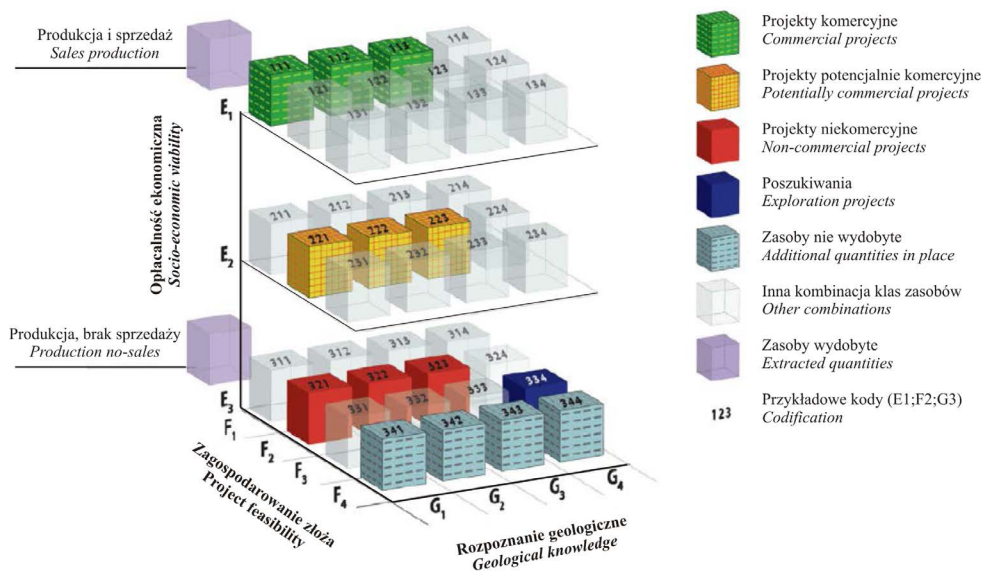 Produkcja i sprzedaż
Sales production
Opłacalność ekonomiczna
Socio-economic viability
Produkcja, brak sprzedaży
Production no-sales
E1
111
112
113
114
121
122
123
124
131
132
133
134
E2
211
212
213
214
221
222
223
224
231
232
233
234
E3
311
312
313
314
321
322
323
324
331
332
333
334
341
342
343
344
F1
F2
F3
F4
G1
G2
G3
G4
Zagospodarowanie złoża
Project feasibility
Rozpoznanie geologiczne
Geological knowledge
Projekty komercyjne
Commercial projects
Projekty potencjalnie komercyjne
Potentially commercial projects
Projekty niekomercyjne
Non-commercial projects
Poszukiwania
Exploration projects
Zasoby nie wydobyte
Additional quantities in place
Inna kombinacja klas zasobów
Other combinations
Zasoby wydobyte
Extracted quantities
123
Przykładowe kody (E1;F2;G3)
Codification